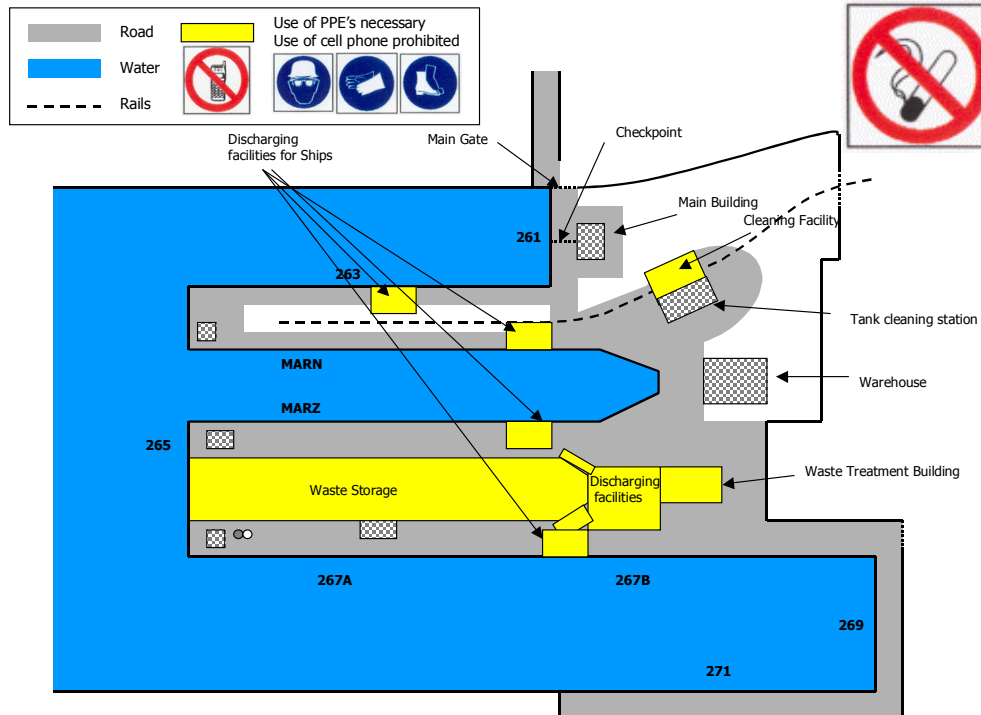 Road
Water
Rails
Use of PPE's necessary
Use of cell phone prohibited
Discharging
facilities for Ships
Main Gate
Checkpoint
Main Building
Cleaning Facility
261
263
Tank cleaning station
MARN
Warehouse
MARZ
265
Waste Storage
Discharging
facilities
Waste Treatment Building
267A
267B
269
271